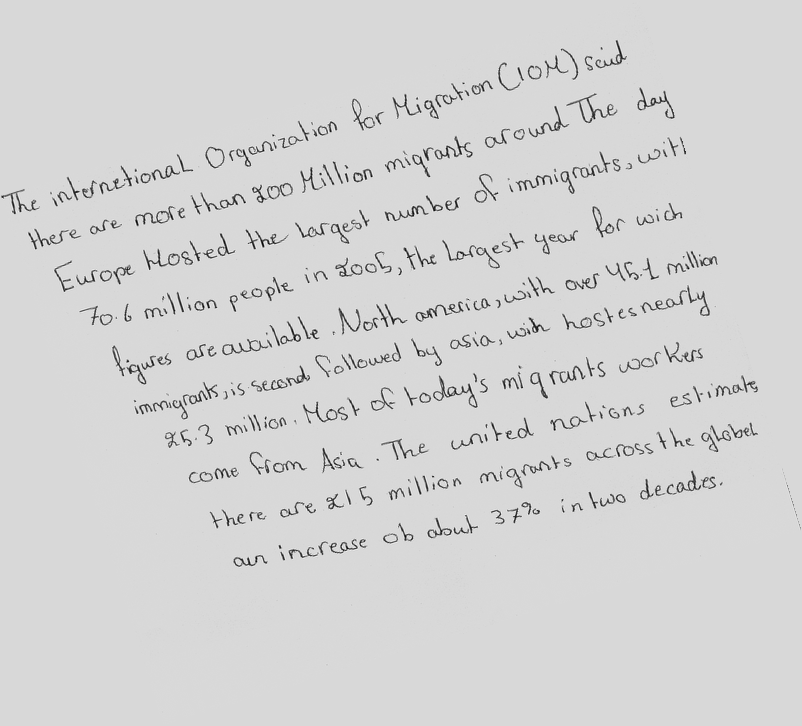 The internetional Organization for Migration (IOM) said
there are more than 200 Million migrants around The day
Europe Hosted the largest number of immigrants, with
70.6 million people in 2005, the largest year for wich
figures are available. North america, with over 45.1 million
immigrants, is second followed by asia, wich hostes nearly
25.3 million. Most of today's migrants workers
come from Asia. The united nations estimate
there are 215 million migrants across the globel
an increase ob about 37% in two decades.